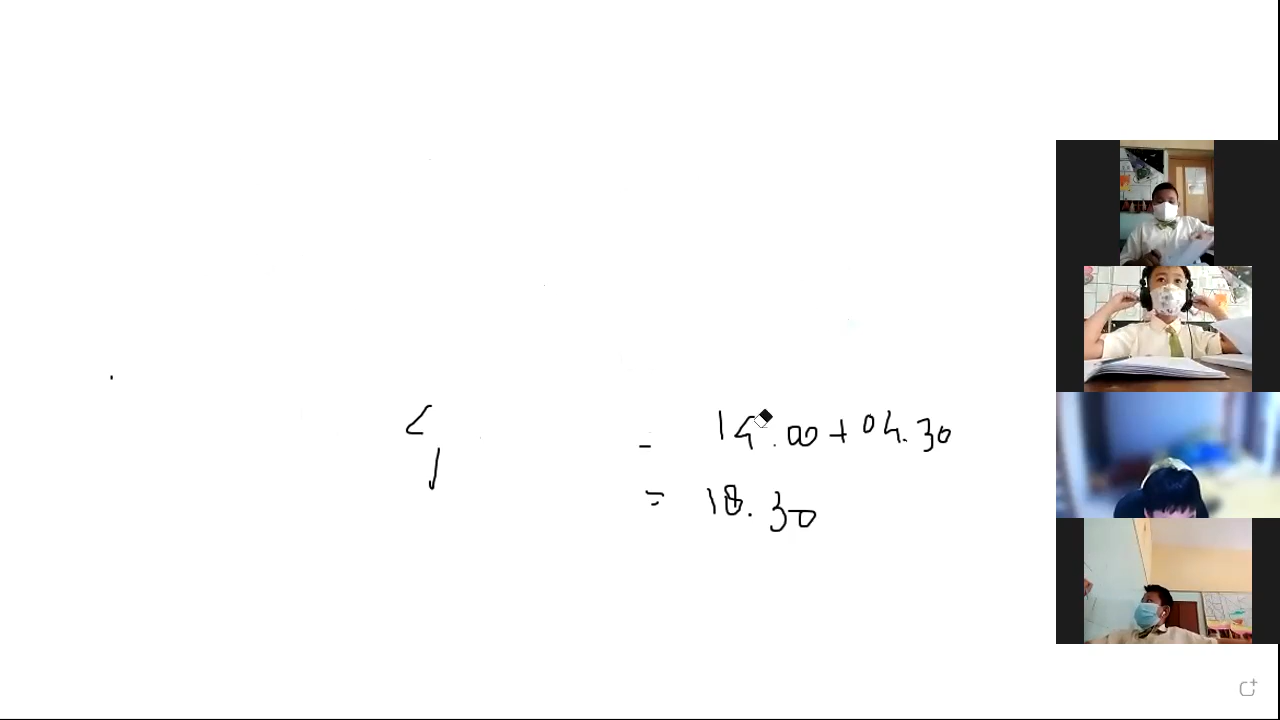 - 14.00 + 04.30
= 18.30